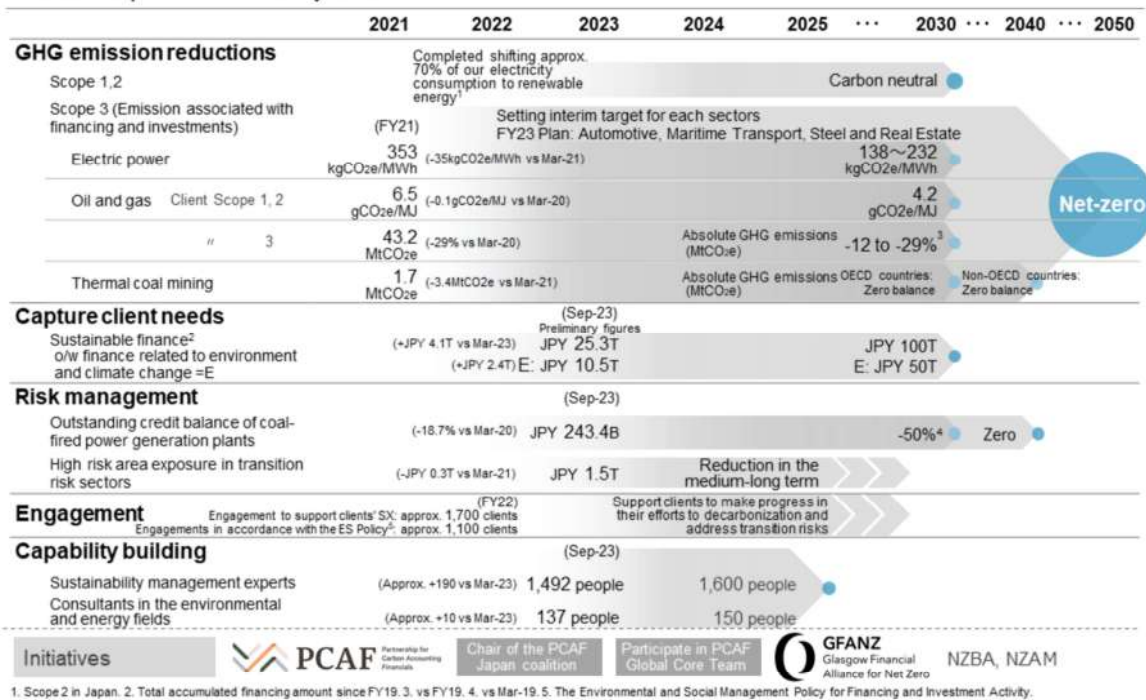 2021 2022 2023 2024 2025 ··· 2030 ··· 2040 ··· 2050
GHG emission reductions
Scope 1,2
Completed shifting approx.
70% of our electricity
consumption to renewable
energy1
Carbon neutral
Scope 3 (Emission associated with
financing and investments)
(FY21)
Setting interim target for each sectors
FY23 Plan: Automotive, Maritime Transport, Steel and Real Estate
Electric power
353
kgCO2e/MWh
(-35kgCO2e/MWh vs Mar-21)
138~232
kgCO2e/MWh
Oil and gas Client Scope 1, 2
6.5
gCO2e/MJ
(-0.1gCO2e/MJ vs Mar-20)
4.2
gCO2e/MJ
Net-zero
〃 3
43.2
MtCO2e
(-29% vs Mar-20)
Absolute GHG emissions
(MtCO2e)
-12 to -29%3
Thermal coal mining
1.7
MtCO2e
(-3.4MtCO2e vs Mar-21)
Absolute GHG emissions
(MtCO2e)
OECD countries:
Zero balance
Non-OECD countries:
Zero balance
Capture client needs
(Sep-23)
Preliminary figures
Sustainable finance2
o/w finance related to environment
and climate change =E
(+JPY 4.1T vs Mar-23) JPY 25.3T
(+JPY 2.4T) E: JPY 10.5T
JPY 100T
E: JPY 50T
Risk management
(Sep-23)
Outstanding credit balance of coal-
fired power generation plants
(-18.7% vs Mar-20) JPY 243.4B
-50%4 Zero
High risk area exposure in transition
risk sectors
(-JPY 0.3T vs Mar-21) JPY 1.5T
Reduction in the
medium-long term
Engagement
(FY22)
Engagement to support clients' SX: approx. 1,700 clients
Engagements in accordance with the ES Policy5: approx. 1,100 clients
Support clients to make progress in
their efforts to decarbonization and
address transition risks
Capability building
(Sep-23)
Sustainability management experts
(Approx. +190 vs Mar-23) 1,492 people 1,600 people
Consultants in the environmental
and energy fields
(Approx. +10 vs Mar-23) 137 people 150 people
Initiatives
PCAF
Partnership for
Carbon Accounting
Financials
Chair of the PCAF
Japan coalition
Participate in PCAF
Global Core Team
GFANZ
Glasgow Financial
Alliance for Net Zero
NZBA, NZAM
1. Scope 2 in Japan. 2. Total accumulated financing amount since FY19. 3. vs FY19. 4. vs Mar-19. 5. The Environmental and Social Management Policy for Financing and Investment Activity.